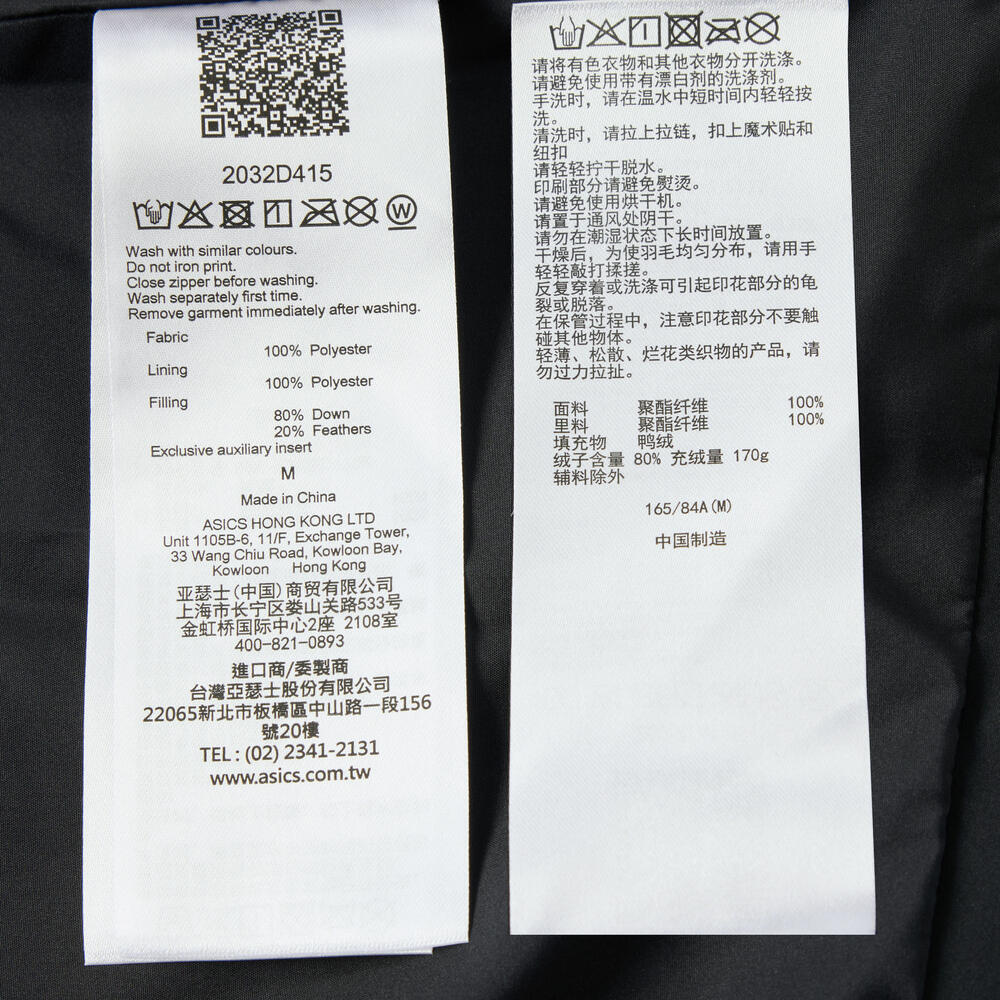 2032D415
W
Wash with similar colours.
Do not iron print.
Close zipper before washing.
Wash separately first time.
Remove garment immediately after washing.
Fabric
100% Polyester
Lining
100% Polyester
Filling
80% Down
20% Feathers
Exclusive auxiliary insert
M
Made in China
ASICS HONG KONG LTD
Unit 1105B-6, 11/F, Exchange Tower,
33 Wang Chiu Road, Kowloon Bay,
Kowloon Hong Kong
亚瑟士(中国)商贸有限公司
上海市长宁区娄山关路533号
金虹桥国际中心2座 2108室
400-821-0893
進口商/委製商
台灣亞瑟士股份有限公司
22065新北市板橋區中山路一段156
號20樓
TEL : (02) 2341-2131
www.asics.com.tw
请将有色衣物和其他衣物分开洗涤。
请避免使用带有漂白剂的洗涤剂。
手洗时，请在温水中短时间内轻轻按
洗。
清洗时，请拉上拉链，扣上魔术贴和
纽扣
请轻轻拧干脱水。
印刷部分请避免熨烫。
请避免使用烘干机。
请置于通风处阴干。
请勿在潮湿状态下长时间放置。
干燥后，为使羽毛均匀分布，请用手
轻轻敲打揉搓。
反复穿着或洗涤可引起印花部分的龟
裂或脱落。
在保管过程中，注意印花部分不要触
碰其他物体。
轻薄、松散、烂花类织物的产品，请
勿过力拉扯。
面料 聚酯纤维 100%
里料 聚酯纤维 100%
填充物 鸭绒
绒子含量 80% 充绒量 170g
辅料除外
165/84A(M)
中国制造